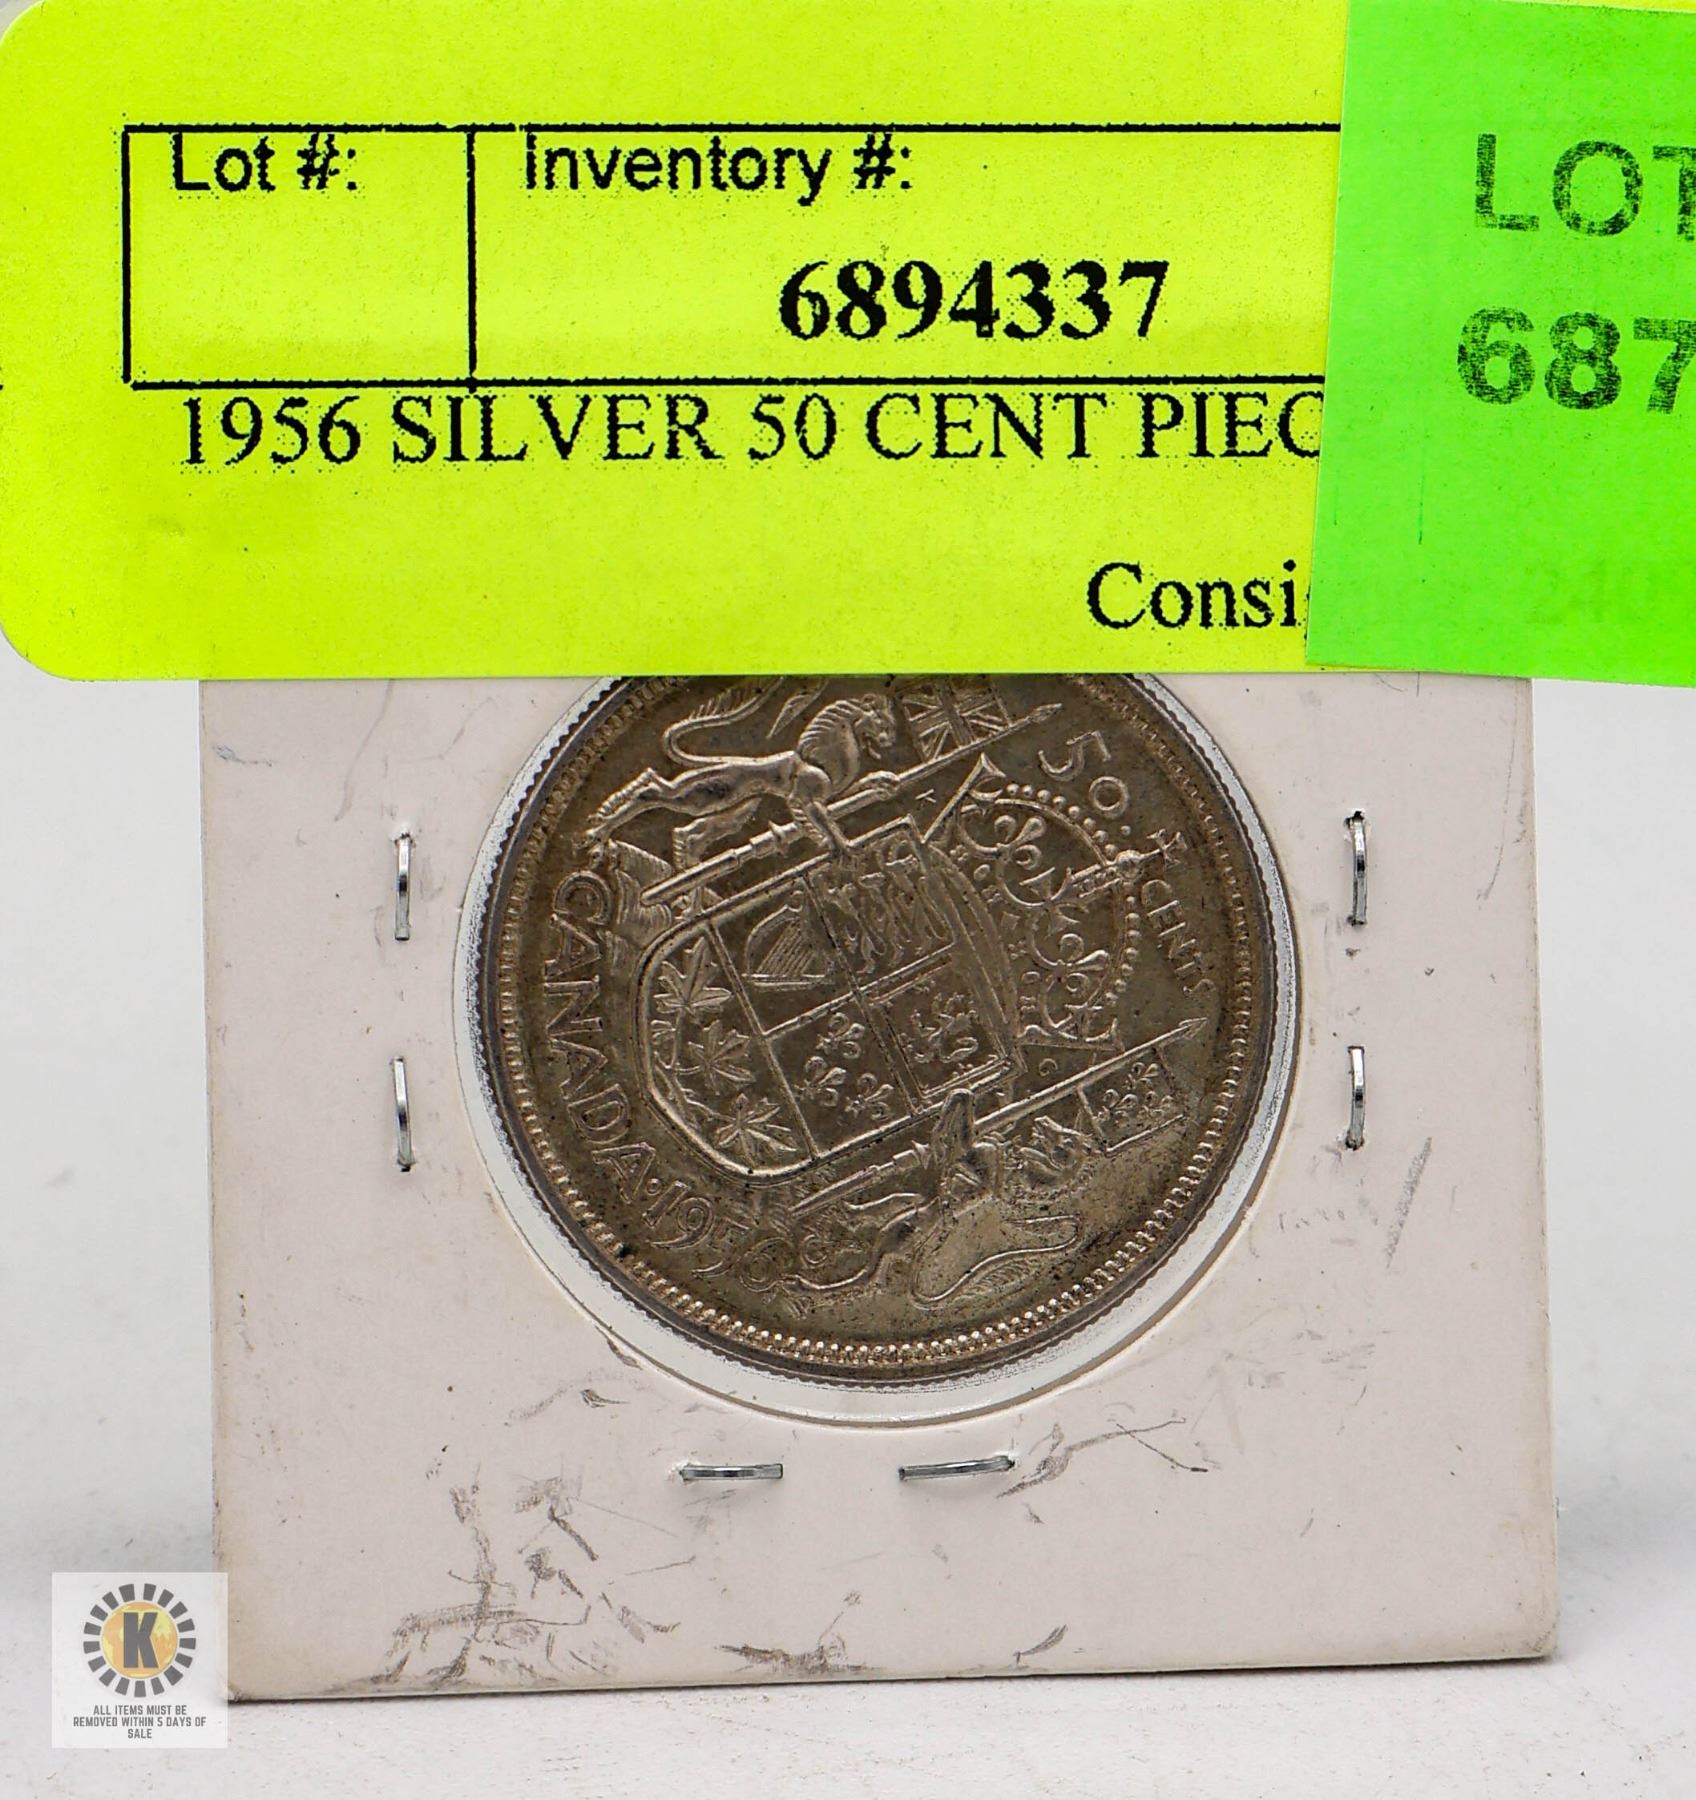 Lot #:
Inventory #:
6894337
1956 SILVER 50 CENT PIEC
Consi
LOT
687
50 CENTS
K G
CANADA·1956
K
ALL ITEMS MUST BE
REMOVED WITHIN 5 DAYS OF
SALE